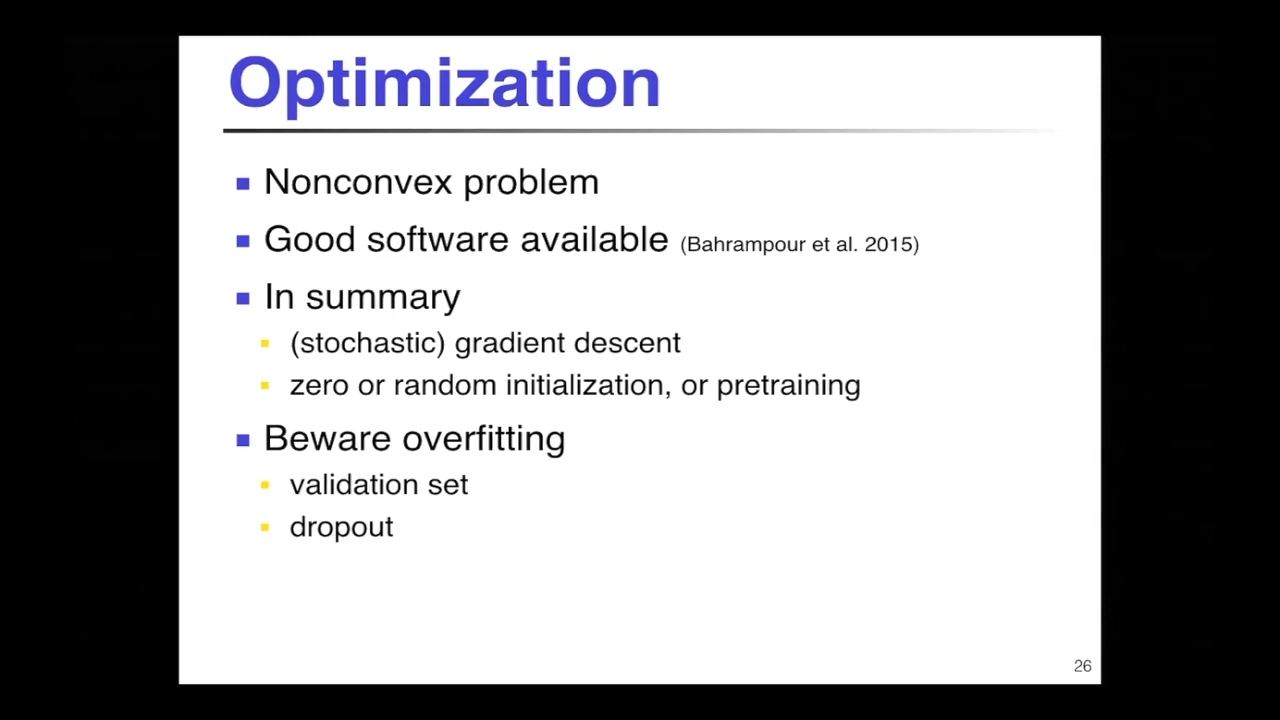 Optimization
Nonconvex problem
Good software available (Bahrampour et al. 2015)
In summary
(stochastic) gradient descent
zero or random initialization, or pretraining
Beware overfitting
validation set
dropout
26